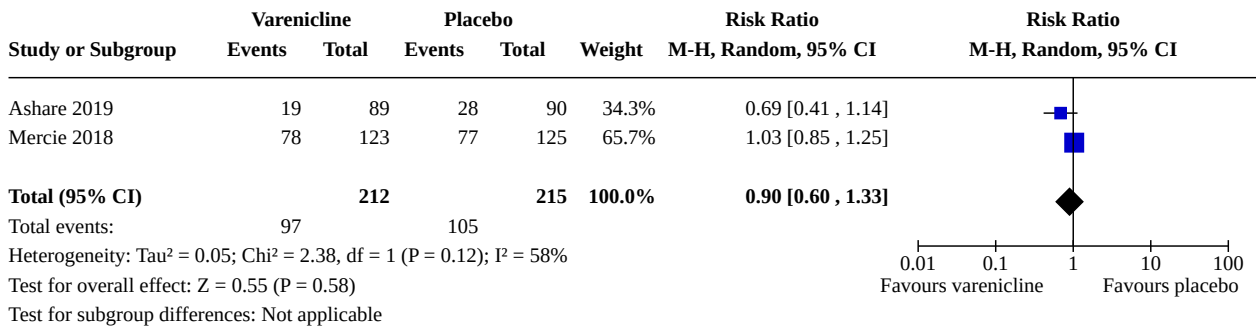 Varenicline Placebo Risk Ratio Risk Ratio
Study or Subgroup Events Total Events Total Weight M-H, Random, 95% CI M-H, Random, 95% CI
Ashare 2019 19 89 28 90 34.3% 0.69 [0.41 , 1.14]
Mercie 2018 78 123 77 125 65.7% 1.03 [0.85 , 1.25]
Total (95% CI) 212 215 100.0% 0.90 [0.60 , 1.33]
Total events: 97 105
Heterogeneity: Tau² = 0.05; Chi² = 2.38, df = 1 (P = 0.12); I² = 58%
0.01 0.1 1 10 100
Test for overall effect: Z = 0.55 (P = 0.58) Favours varenicline Favours placebo
Test for subgroup differences: Not applicable